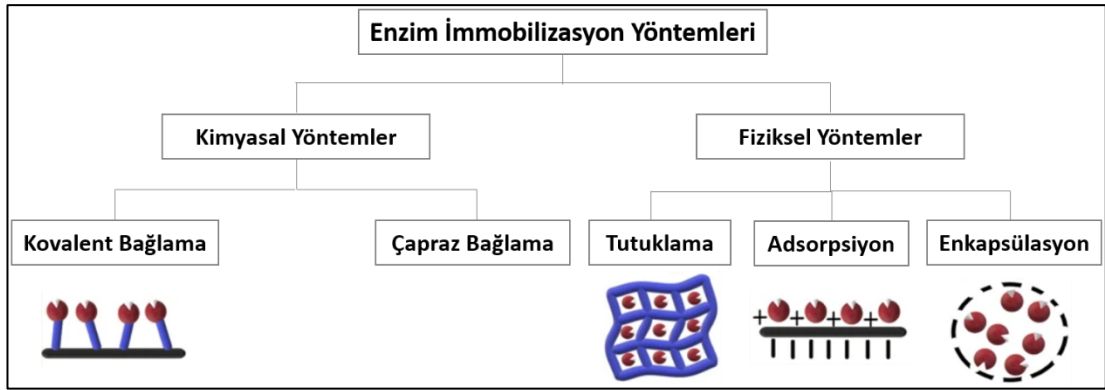 Enzim İmmobilizasyon Yöntemleri
Kimyasal Yöntemler
Fiziksel Yöntemler
Kovalent Bağlama
Çapraz Bağlama
Tutuklama
Adsorpsiyon
Enkapsülasyon
+ + + +